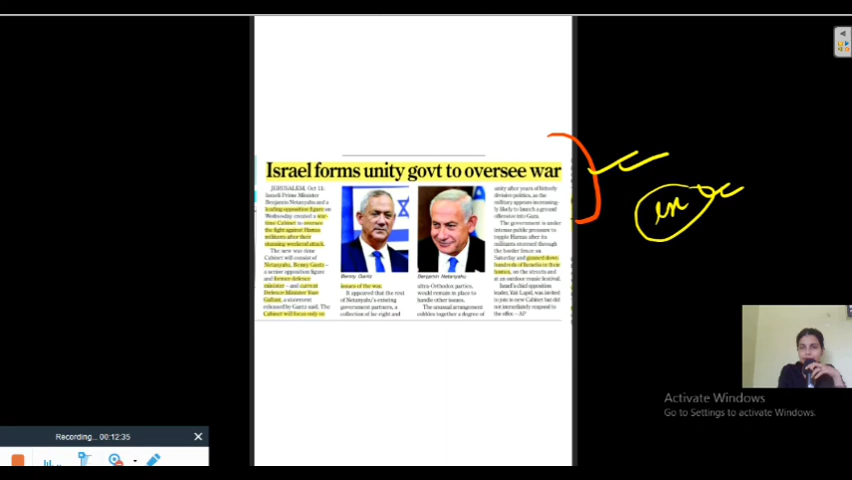 Israel forms unity govt to oversee war
JERUSALEM, Oct 11:
Israeli Prime Minister
Benjamin Netanyahu and a
leading opposition figure on
Wednesday created a war-
time Cabinet to oversee
the fight against Hamas
militants after their
stunning weekend attack.
The new war-time Cabinet
will consist of
Netanyahu, Benny Gantz –
a senior opposition figure
and former defence
minister – and current
Defence Minister Yoav
Gallant, a statement
released by Gantz said. The
Cabinet will focus only on
Benny Gantz
issues of the war.
It appeared that the rest
of Netanyahu's existing
government partners, a
collection of far-right and
Benjamin Netanyahu
ultra-Orthodox parties,
would remain in place to
handle other issues.
The unusual arrangement
cobbles together a degree of
unity after years of bitterly
divisive politics, as the
military appears increasing-
ly likely to launch a ground
offensive into Gaza.
The government is under
intense public pressure to
topple Hamas after its
militants stormed through
the border fence on
Saturday and gunned down
hundreds of Israelis in their
homes, on the streets and
at an outdoor music festival.
Israel's chief opposition
leader, Yair Lapid, was invited
to join to new Cabinet but did
not immediately respond to
the offer. – AP
Activate Windows
Go to Settings to activate Windows.
Recording... 00:12:35